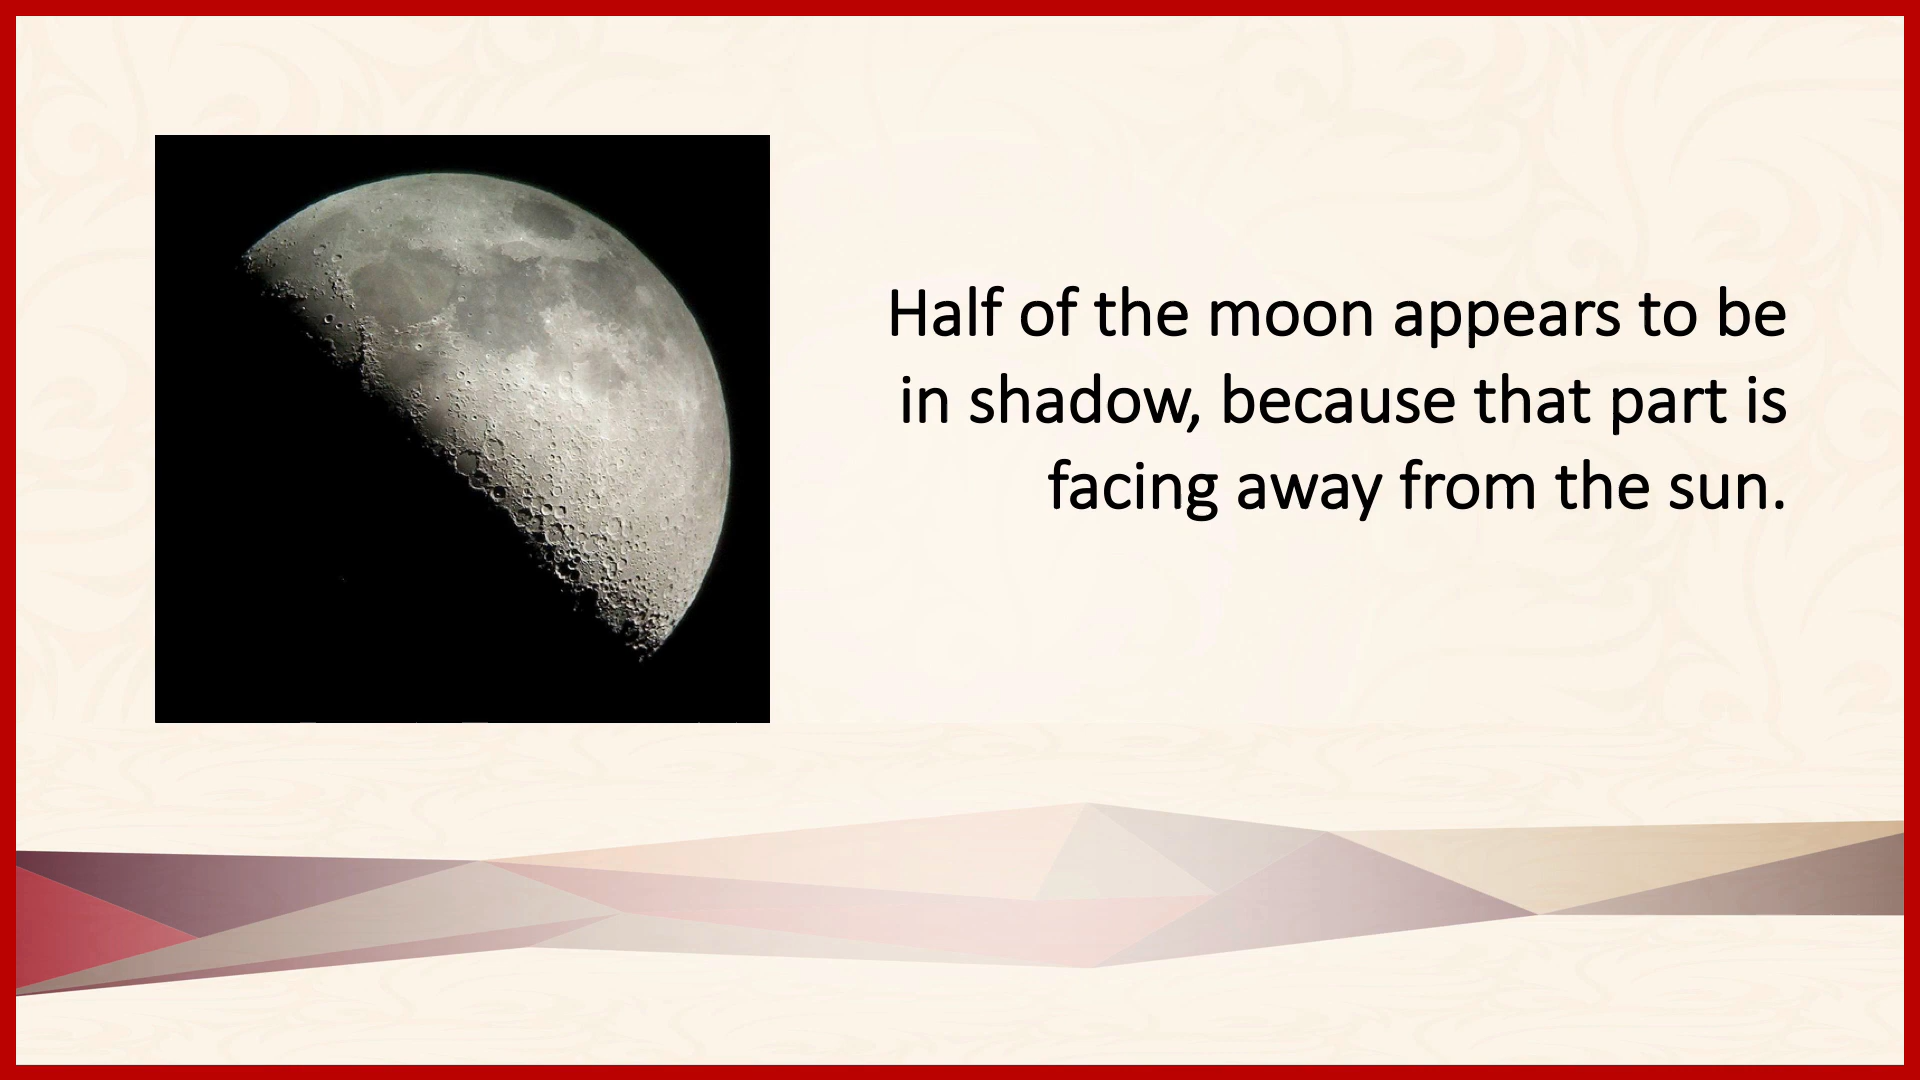 Half of the moon appears to be
in shadow, because that part is
facing away from the sun.